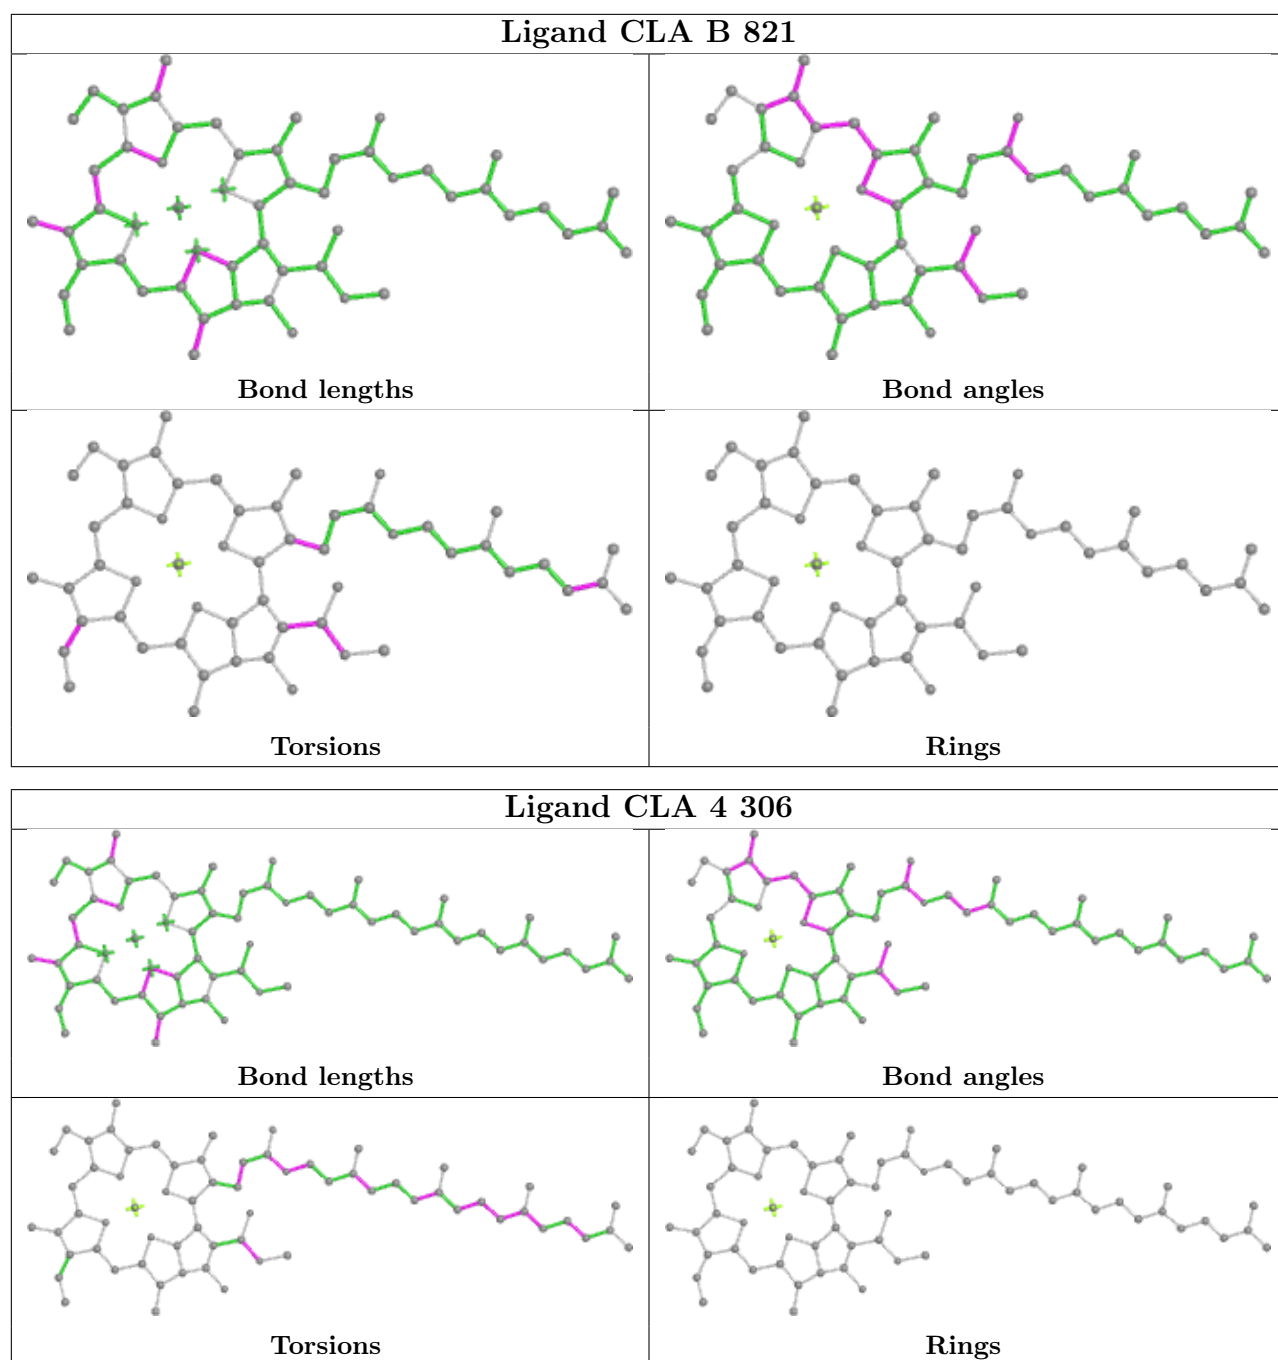 Ligand CLA B 821
Bond lengths
Bond angles
Torsions
Rings
Ligand CLA 4 306
Bond lengths
Bond angles
Torsions
Rings